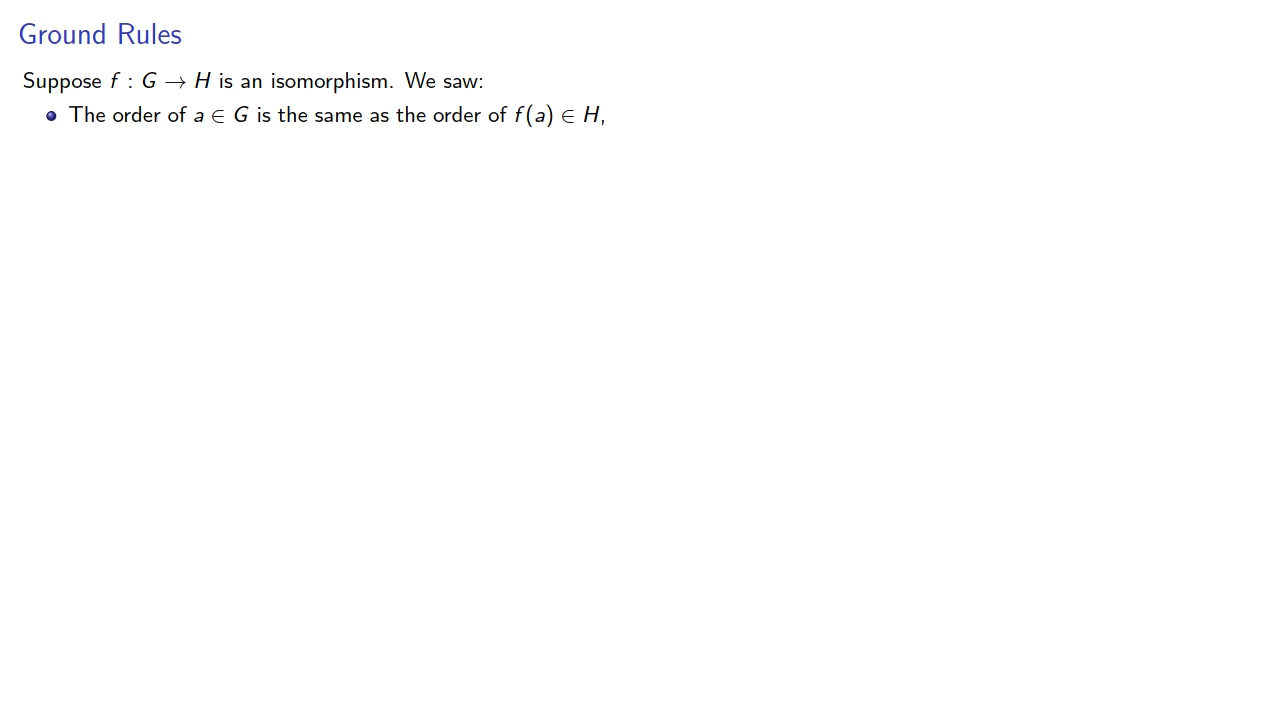 Ground Rules
Suppose f : G → H is an isomorphism. We saw:
The order of a ∈ G is the same as the order of f(a) ∈ H,